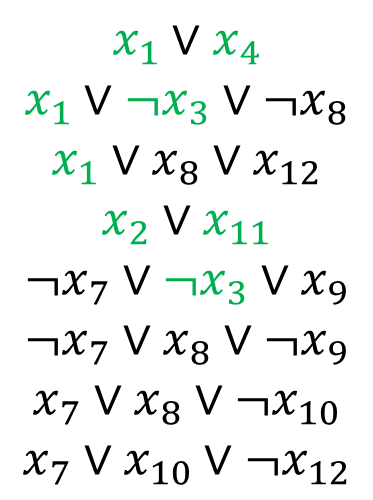 x₁ ∨ x₄
x₁ ∨ ¬x₃ ∨ ¬x₈
x₁ ∨ x₈ ∨ x₁₂
x₂ ∨ x₁₁
¬x₇ ∨ ¬x₃ ∨ x₉
¬x₇ ∨ x₈ ∨ ¬x₉
x₇ ∨ x₈ ∨ ¬x₁₀
x₇ ∨ x₁₀ ∨ ¬x₁₂